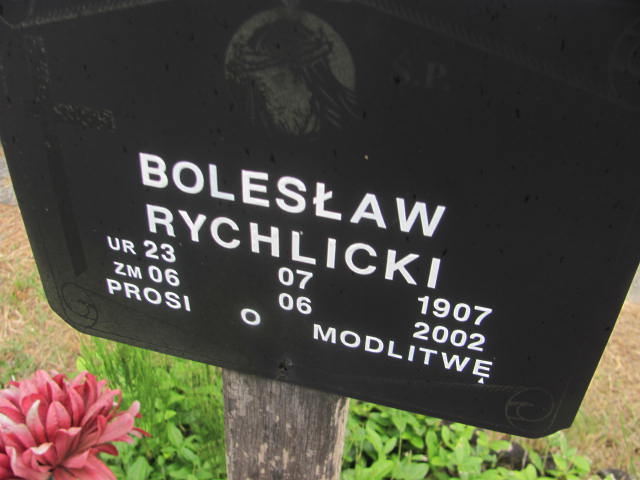 Ś.P.
BOLESŁAW
RYCHLICKI
UR 23 07 1907
ZM 06 06 2002
PROSI O MODLITWĘ